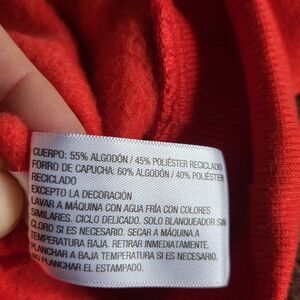 CUERPO: 55% ALGODÓN / 45% POLIÉSTER RECICLADO
FORRO DE CAPUCHA: 60% ALGODÓN / 40% POLIÉSTER
RECICLADO
EXCEPTO LA DECORACIÓN
LAVAR A MÁQUINA CON AGUA FRÍA CON COLORES
SIMILARES. CICLO DELICADO. SOLO BLANQUEADOR SIN
CLORO SI ES NECESARIO. SECAR A MÁQUINA A
TEMPERATURA BAJA. RETIRAR INMEDIATAMENTE.
PLANCHAR A TEMPERATURA BAJA SI ES NECESARIO.
NO PLANCHAR EL ESTAMPADO.